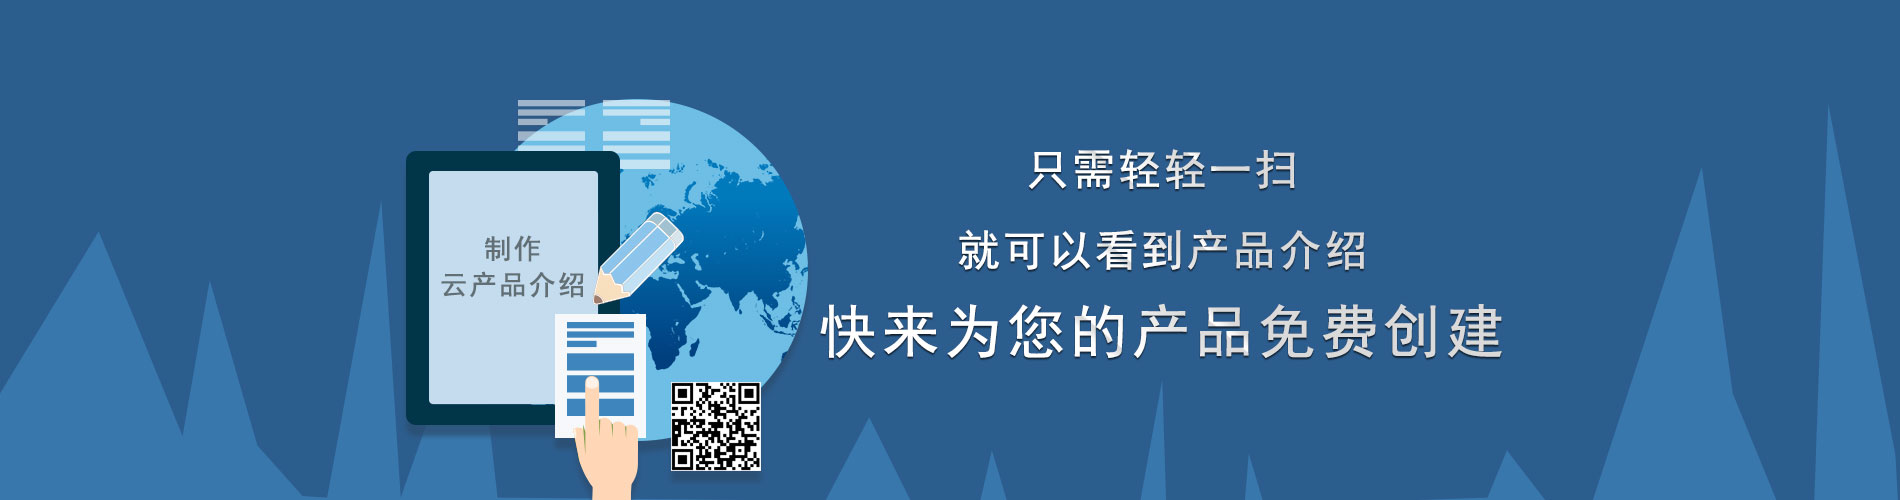 制作
云产品介绍
只需轻轻一扫
就可以看到产品介绍
快来为您的产品免费创建